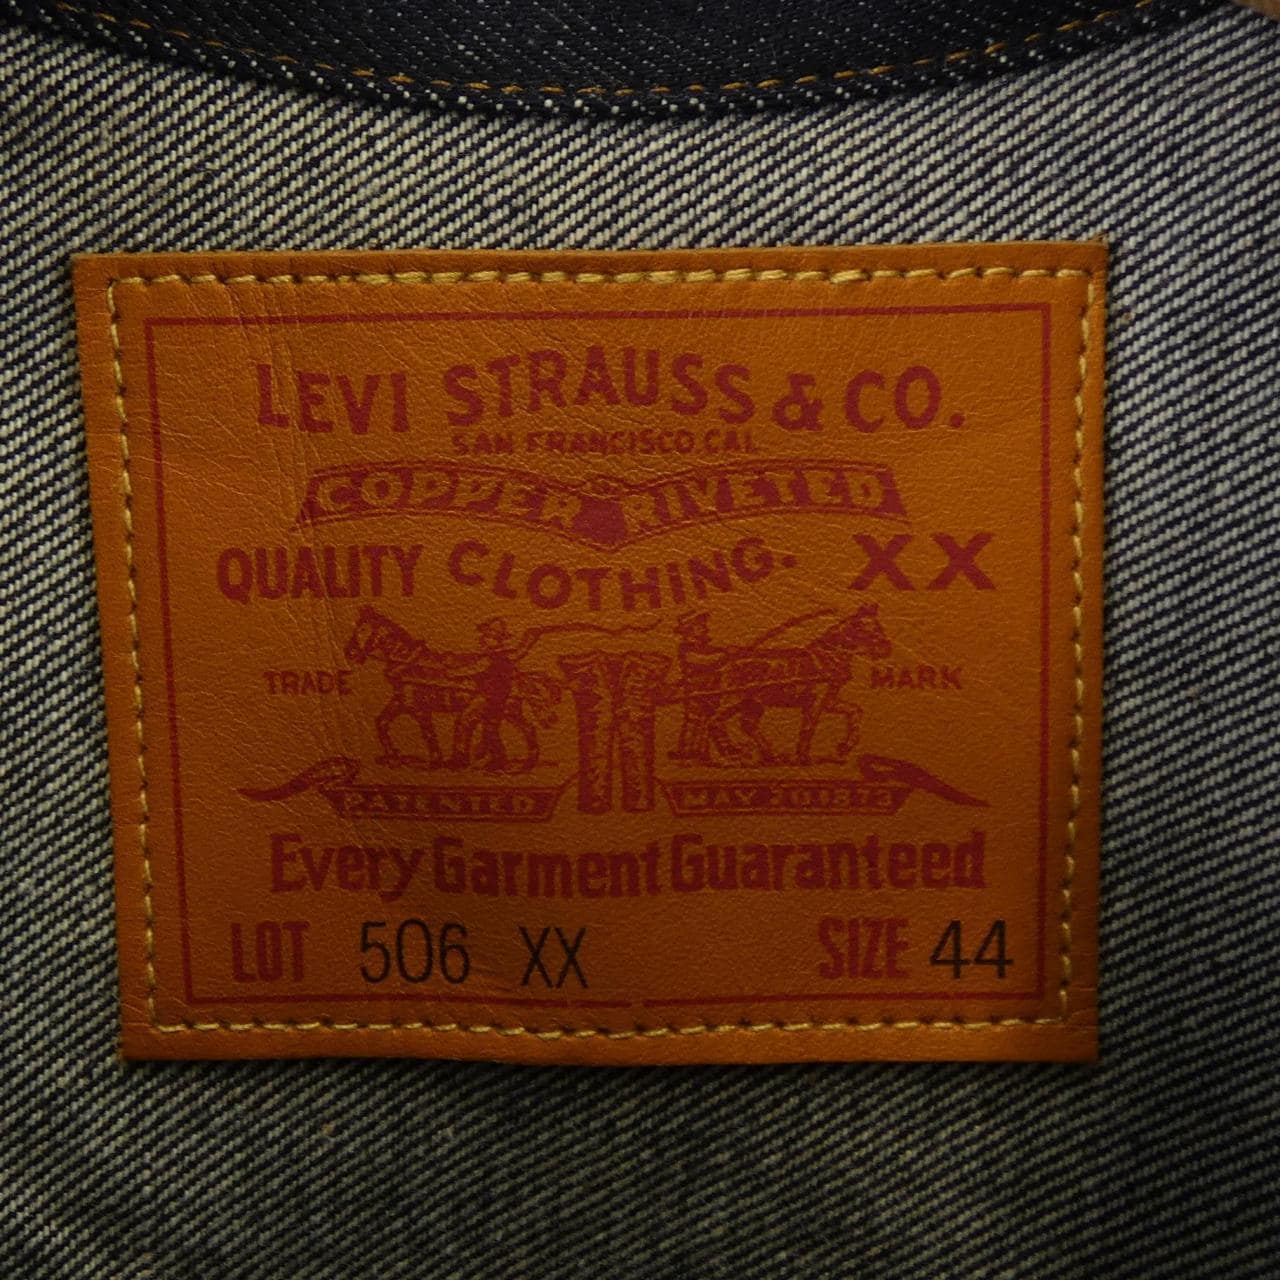 LEVI STRAUSS & CO.
SAN FRANCISCO CAL
COPPER RIVETED
QUALITY CLOTHING. XX
TRADE MARK
PATENTED MAY 20 1873
Every Garment Guaranteed
LOT 506 XX SIZE 44